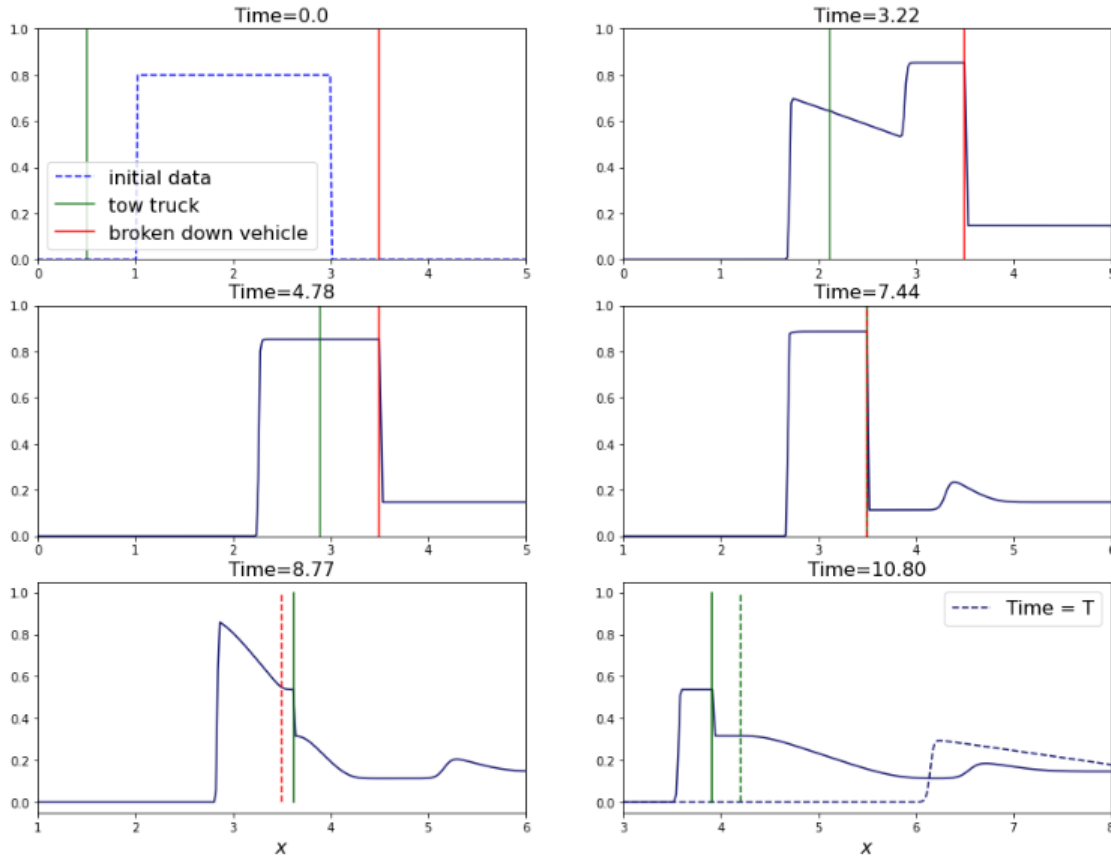 Time=0.0
1.0
0.8
0.6
0.4
0.2
0.0
initial data
tow truck
broken down vehicle
0 1 2 3 4 5
Time=3.22
1.0
0.8
0.6
0.4
0.2
0.0
0 1 2 3 4 5
Time=4.78
1.0
0.8
0.6
0.4
0.2
0.0
0 1 2 3 4 5
Time=7.44
1.0
0.8
0.6
0.4
0.2
0.0
1 2 3 4 5 6
Time=8.77
1.0
0.8
0.6
0.4
0.2
0.0
1 2 3 4 5 6
x
Time=10.80
1.0
0.8
0.6
0.4
0.2
0.0
Time = T
3 4 5 6 7 8
x